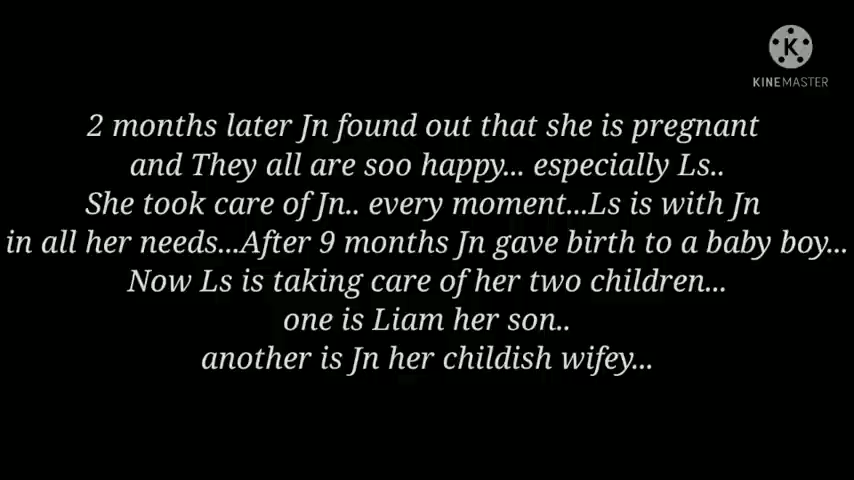 K
KINEMASTER
2 months later Jn found out that she is pregnant
and They all are soo happy... especially Ls..
She took care of Jn.. every moment...Ls is with Jn
in all her needs...After 9 months Jn gave birth to a baby boy...
Now Ls is taking care of her two children...
one is Liam her son..
another is Jn her childish wifey...